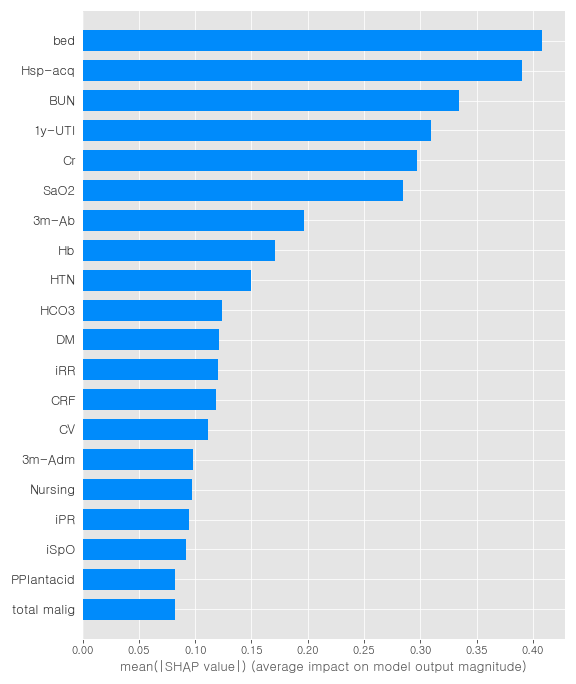 bed
Hsp-acq
BUN
1y-UTI
Cr
SaO2
3m-Ab
Hb
HTN
HCO3
DM
iRR
CRF
CV
3m-Adm
Nursing
iPR
iSpO
PPIantacid
total malig
0.00 0.05 0.10 0.15 0.20 0.25 0.30 0.35 0.40
mean(|SHAP value|) (average impact on model output magnitude)